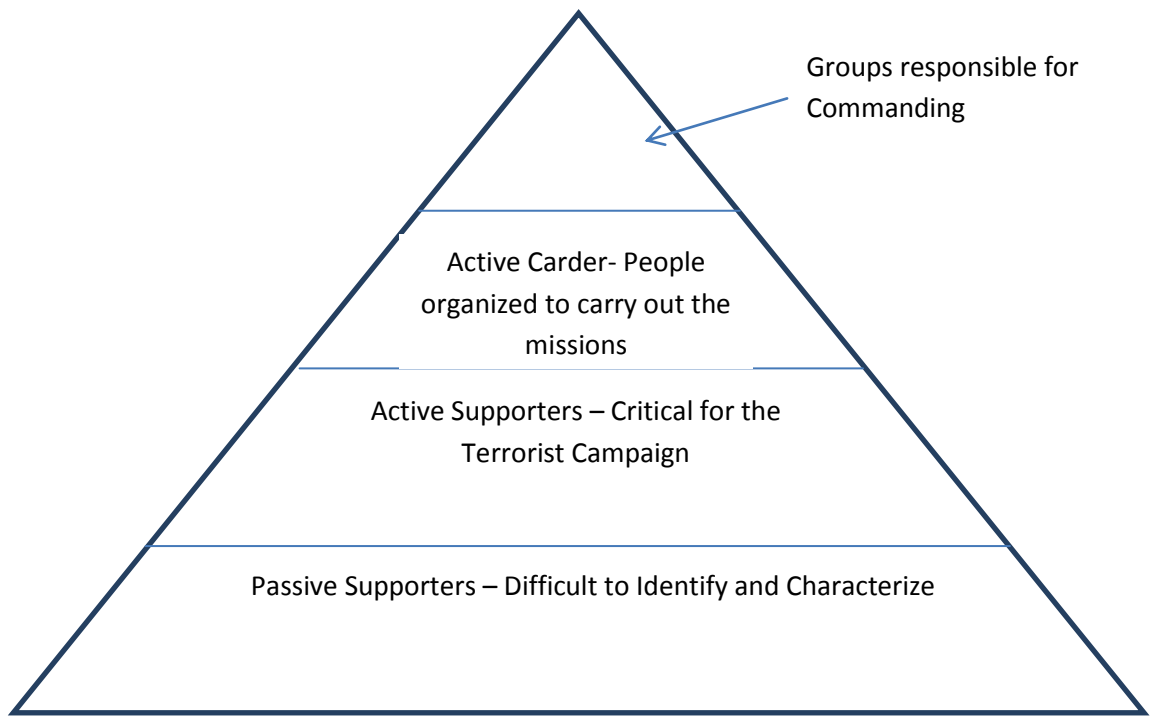 Groups responsible for
Commanding
Active Carder- People
organized to carry out the
missions
Active Supporters – Critical for the
Terrorist Campaign
Passive Supporters – Difficult to Identify and Characterize